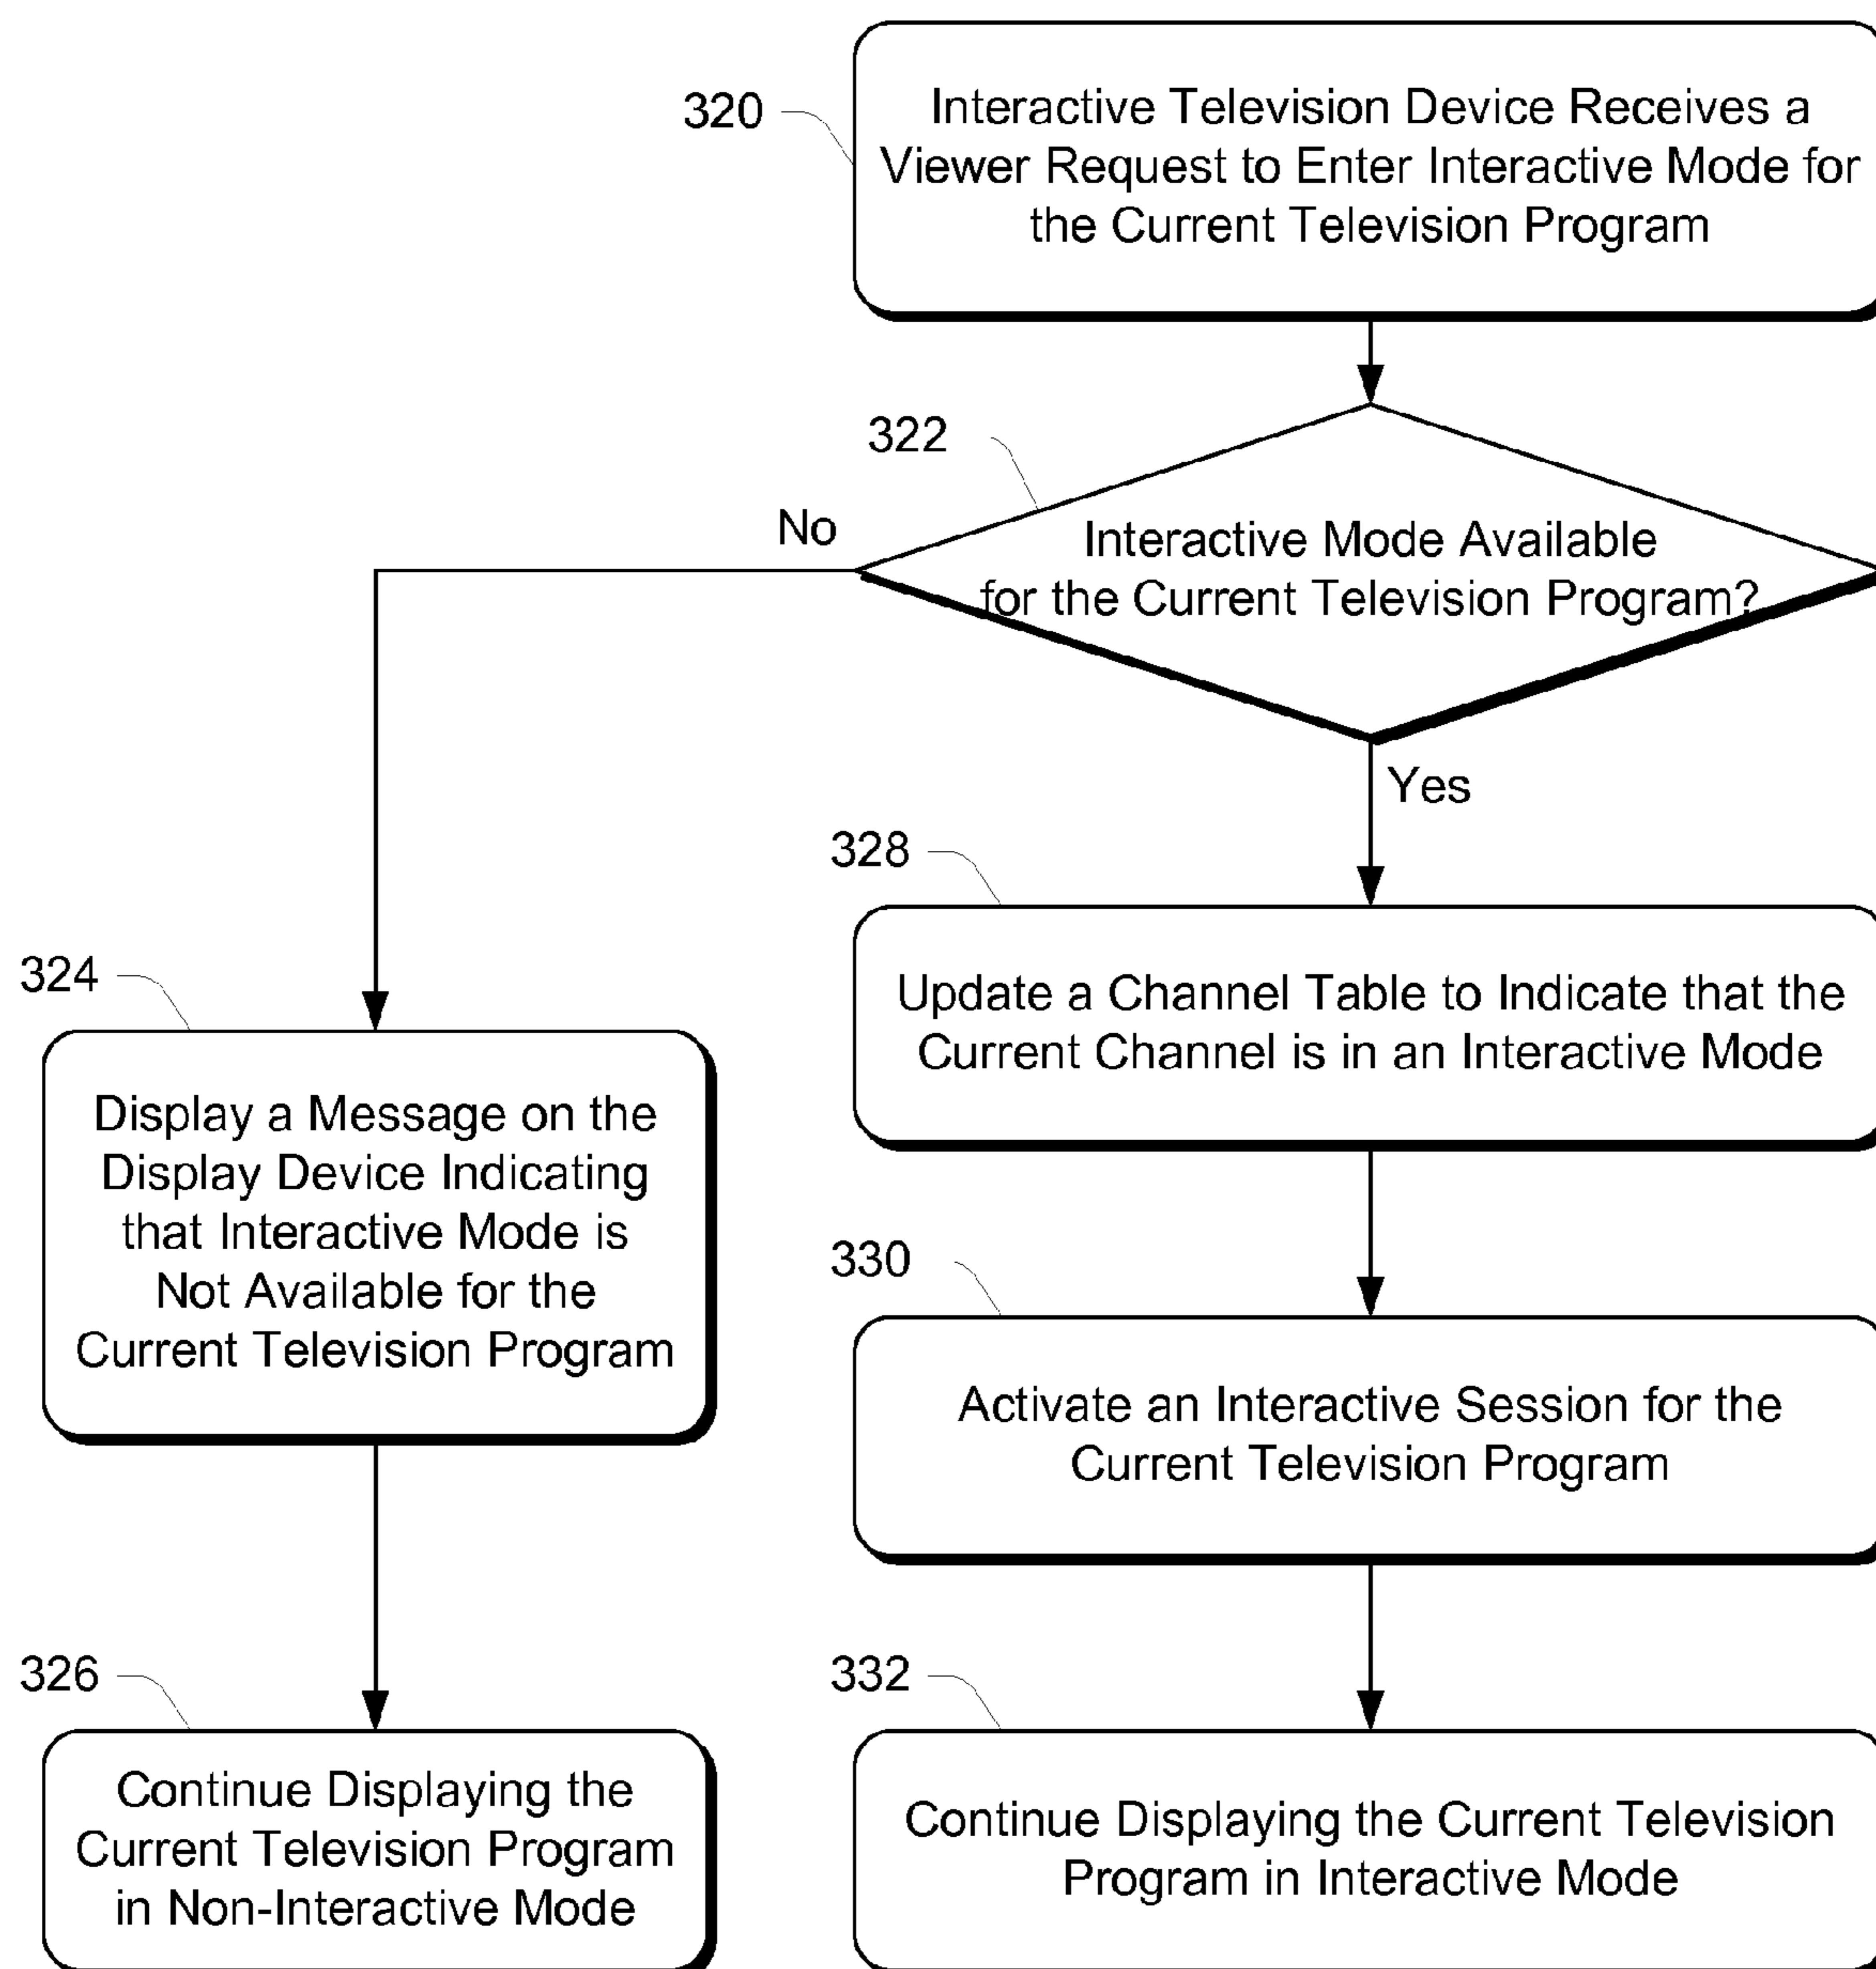 320
Interactive Television Device Receives a
Viewer Request to Enter Interactive Mode for
the Current Television Program
322
No
Interactive Mode Available
for the Current Television Program?
Yes
328
Update a Channel Table to Indicate that the
Current Channel is in an Interactive Mode
324
Display a Message on the
Display Device Indicating
that Interactive Mode is
Not Available for the
Current Television Program
330
Activate an Interactive Session for the
Current Television Program
326
Continue Displaying the
Current Television Program
in Non-Interactive Mode
332
Continue Displaying the Current Television
Program in Interactive Mode